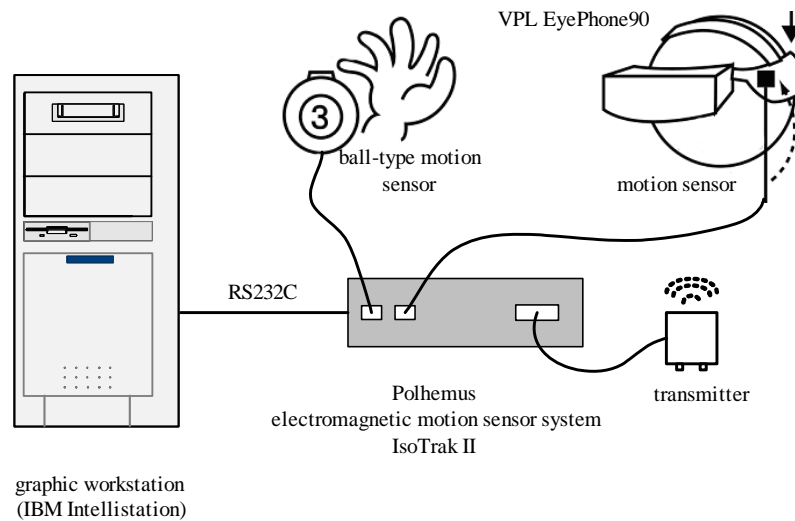 VPL EyePhone90
3
ball-type motion
sensor
motion sensor
RS232C
Polhemus
electromagnetic motion sensor system
IsoTrak II
transmitter
graphic workstation
(IBM Intellistation)